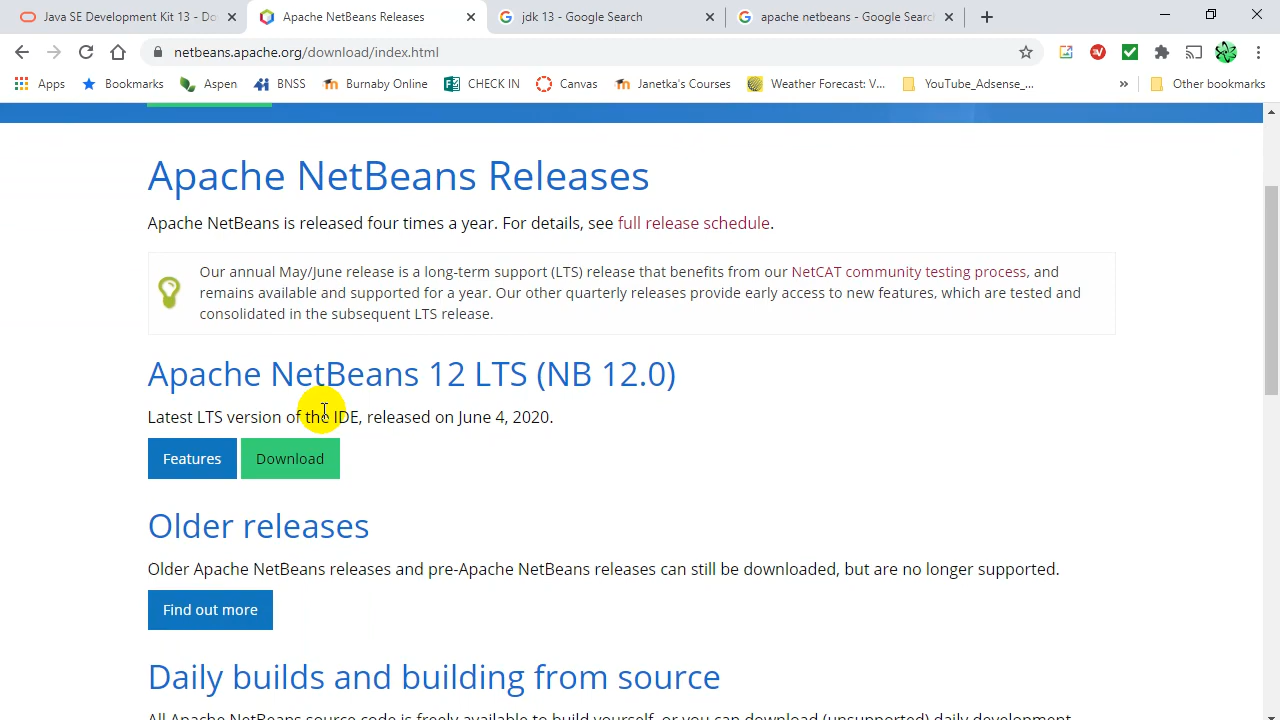 Java SE Development Kit 13 - Do
Apache NetBeans Releases
jdk 13 - Google Search
apache netbeans - Google Searc
netbeans.apache.org/download/index.html
Apps
Bookmarks
Aspen
BNSS
Burnaby Online
CHECK IN
Canvas
Janetka's Courses
Weather Forecast: V...
YouTube_Adsense_...
»
Other bookmarks
Apache NetBeans Releases
Apache NetBeans is released four times a year. For details, see full release schedule.
Our annual May/June release is a long-term support (LTS) release that benefits from our NetCAT community testing process, and
remains available and supported for a year. Our other quarterly releases provide early access to new features, which are tested and
consolidated in the subsequent LTS release.
Apache NetBeans 12 LTS (NB 12.0)
Latest LTS version of the IDE, released on June 4, 2020.
Features
Download
Older releases
Older Apache NetBeans releases and pre-Apache NetBeans releases can still be downloaded, but are no longer supported.
Find out more
Daily builds and building from source
All Apache NetBeans source code is freely available to build yourself, or you can download (unsupported) daily development